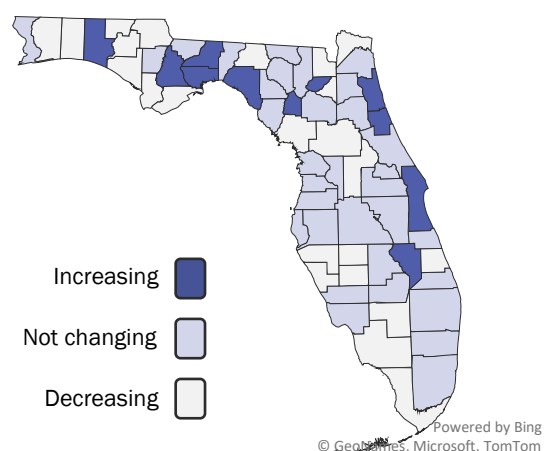 Increasing
Not changing
Decreasing
Powered by Bing
© GeoNames, Microsoft, TomTom